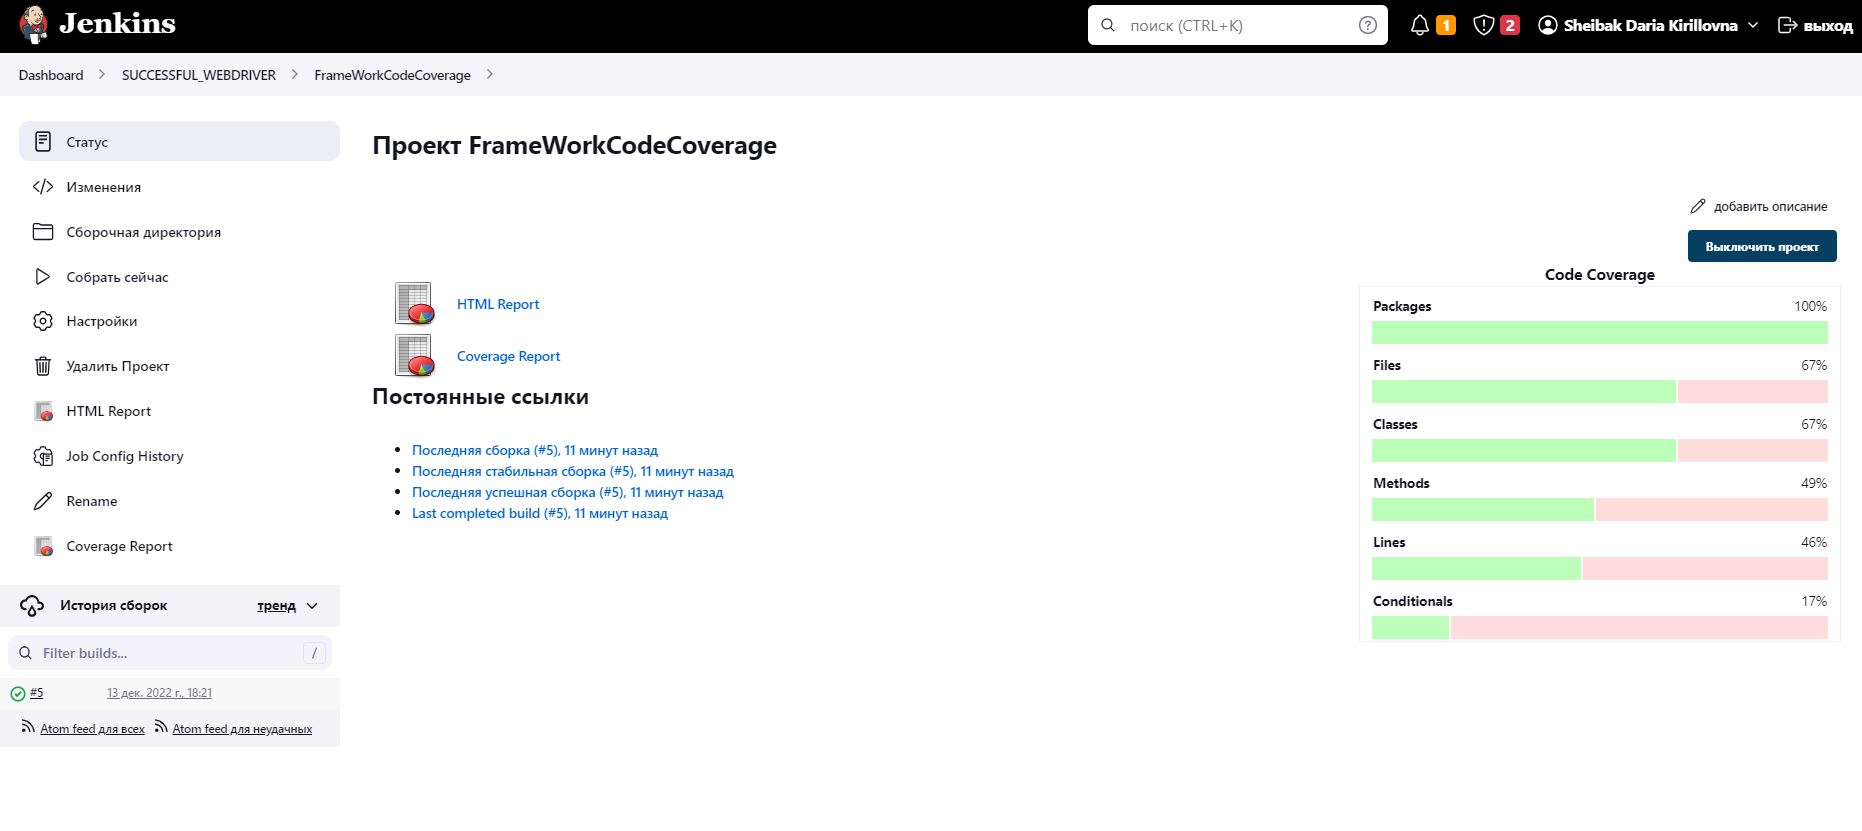 Jenkins
поиск (CTRL+K)
1
2
Sheibak Daria Kirillovna
выход
Dashboard
SUCCESSFUL_WEBDRIVER
FrameWorkCodeCoverage
Статус
Изменения
Сборочная директория
Собрать сейчас
Настройки
Удалить Проект
HTML Report
Job Config History
Rename
Coverage Report
История сборок
тренд
Filter builds...
/
#5
13 дек. 2022 г., 18:21
Atom feed для всех
Atom feed для неудачных
Проект FrameWorkCodeCoverage
добавить описание
Выключить проект
HTML Report
Coverage Report
Постоянные ссылки
Последняя сборка (#5), 11 минут назад
Последняя стабильная сборка (#5), 11 минут назад
Последняя успешная сборка (#5), 11 минут назад
Last completed build (#5), 11 минут назад
Code Coverage
Packages 100%
Files 67%
Classes 67%
Methods 49%
Lines 46%
Conditionals 17%